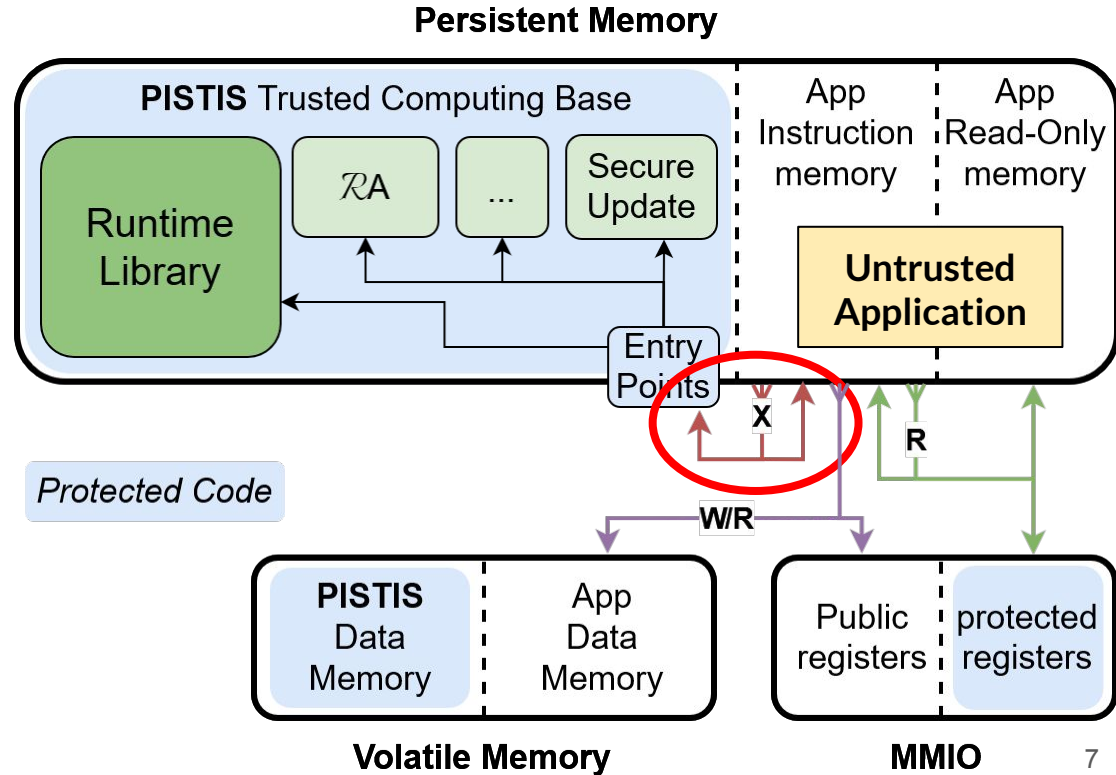 Persistent Memory
PISTIS Trusted Computing Base
Runtime
Library
ℛA
...
Secure
Update
Entry
Points
App
Instruction
memory
App
Read-Only
memory
Untrusted
Application
X
R
W/R
Protected Code
PISTIS
Data
Memory
App
Data
Memory
Public
registers
protected
registers
Volatile Memory
MMIO
7